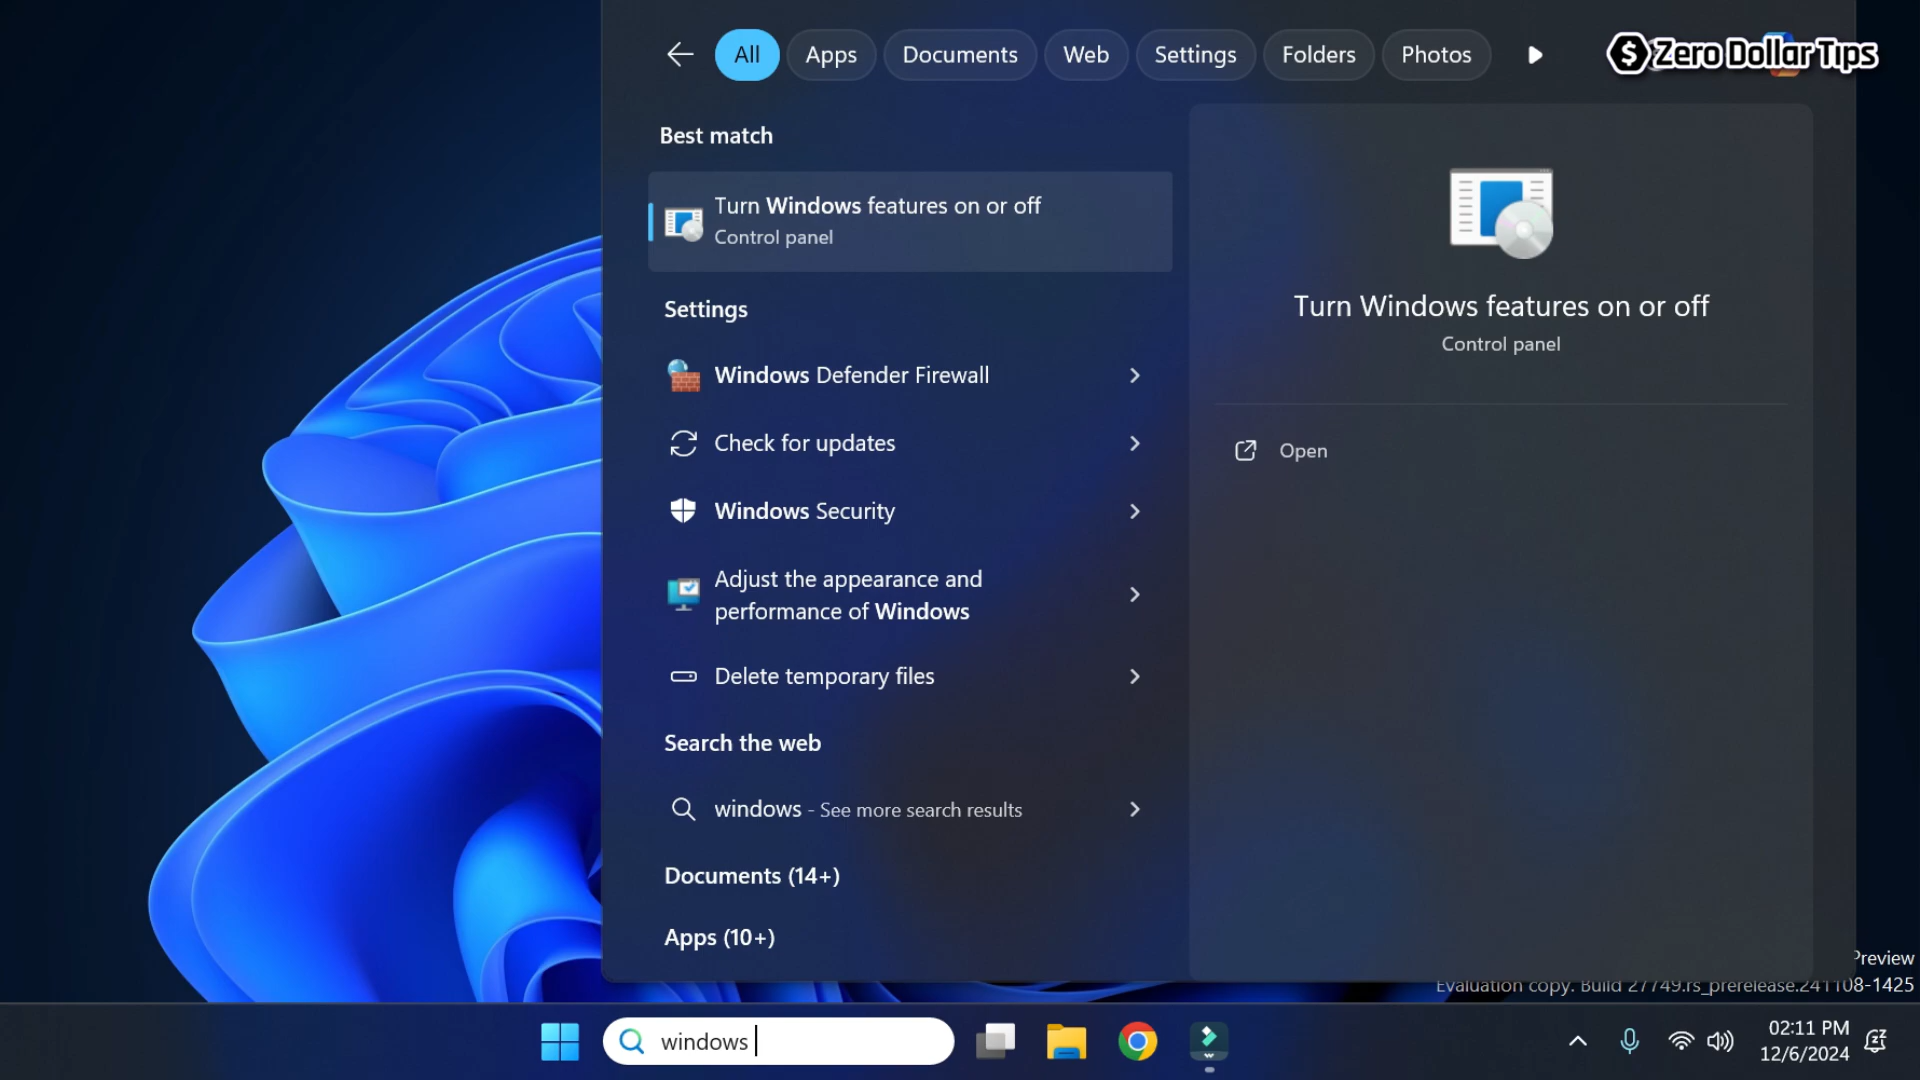 All
Apps
Documents
Web
Settings
Folders
Photos
Zero Dollar Tips
Best match
Turn Windows features on or off
Control panel
Settings
Windows Defender Firewall
Check for updates
Windows Security
Adjust the appearance and
performance of Windows
Delete temporary files
Search the web
windows - See more search results
Documents (14+)
Apps (10+)
Turn Windows features on or off
Control panel
Open
Preview
Evaluation copy. Build 27749.rs_prerelease.241108-1425
windows
02:11 PM
12/6/2024